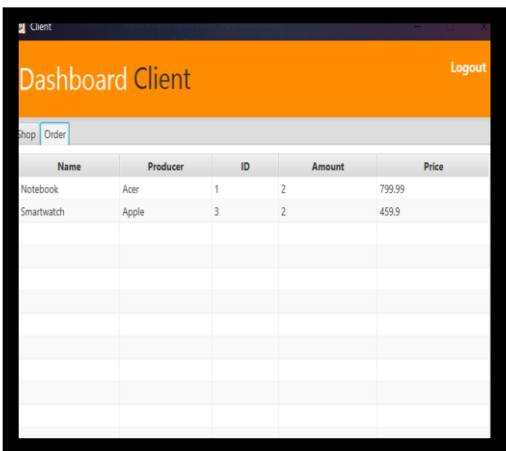 Client
Dashboard Client
Logout
Shop Order
Name Producer ID Amount Price
Notebook Acer 1 2 799.99
Smartwatch Apple 3 2 459.9